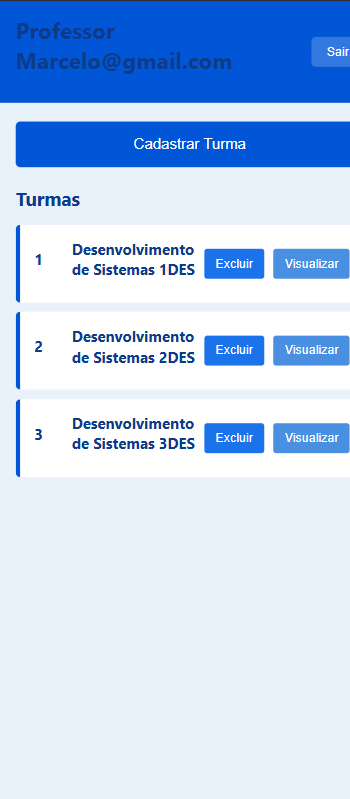 Professor
Marcelo@gmail.com
Sair
Cadastrar Turma
Turmas
1
Desenvolvimento
de Sistemas 1DES
Excluir
Visualizar
2
Desenvolvimento
de Sistemas 2DES
Excluir
Visualizar
3
Desenvolvimento
de Sistemas 3DES
Excluir
Visualizar